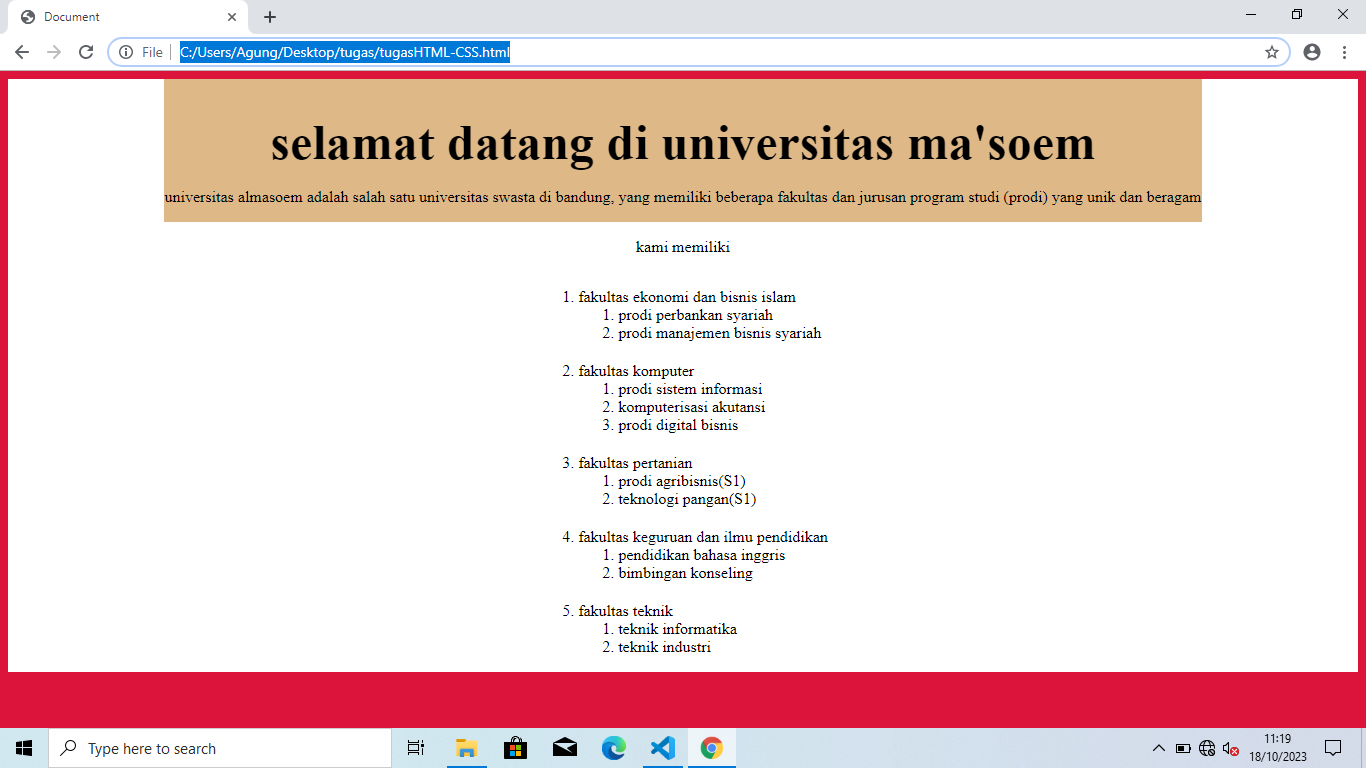 Document
File
C:/Users/Agung/Desktop/tugas/tugasHTML-CSS.html
selamat datang di universitas ma'soem
universitas almasoem adalah salah satu universitas swasta di bandung, yang memiliki beberapa fakultas dan jurusan program studi (prodi) yang unik dan beragam
kami memiliki
1. fakultas ekonomi dan bisnis islam
1. prodi perbankan syariah
2. prodi manajemen bisnis syariah
2. fakultas komputer
1. prodi sistem informasi
2. komputerisasi akutansi
3. prodi digital bisnis
3. fakultas pertanian
1. prodi agribisnis(S1)
2. teknologi pangan(S1)
4. fakultas keguruan dan ilmu pendidikan
1. pendidikan bahasa inggris
2. bimbingan konseling
5. fakultas teknik
1. teknik informatika
2. teknik industri
Type here to search
11:19
18/10/2023